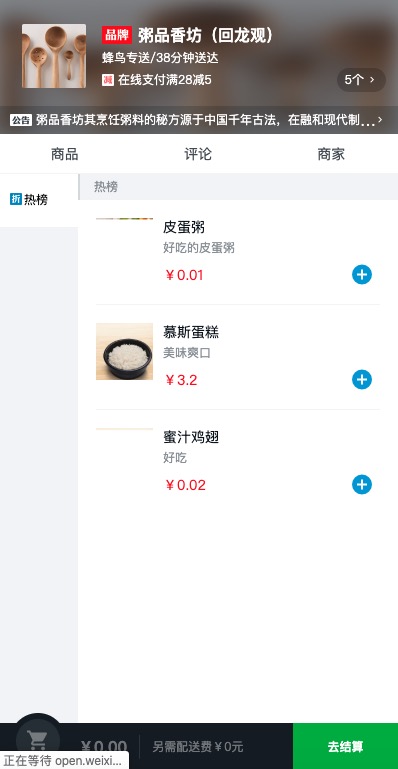 品牌 粥品香坊（回龙观）
蜂鸟专送/38分钟送达
减 在线支付满28减5
5个 >
公告 粥品香坊其烹饪粥料的秘方源于中国千年古法，在融和现代制... >
商品 评论 商家
折 热榜
热榜
皮蛋粥
好吃的皮蛋粥
￥0.01
慕斯蛋糕
美味爽口
￥3.2
蜜汁鸡翅
好吃
￥0.02
￥0.00 另需配送费￥0元 去结算
正在等待 open.weixi...